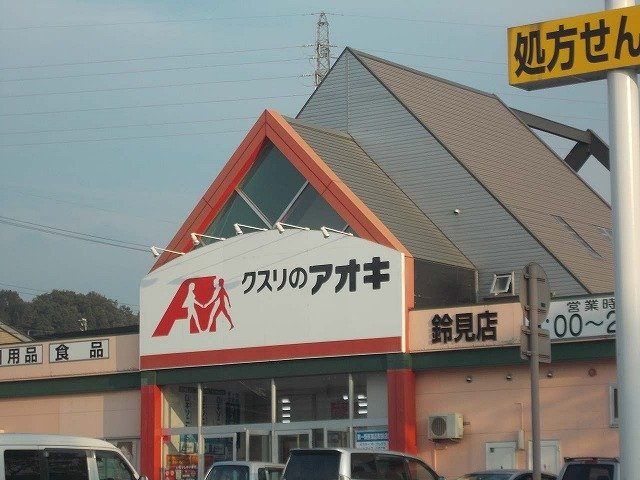 処方せん
クスリのアオキ
鈴見店
営業時
:00～2
用品 食品